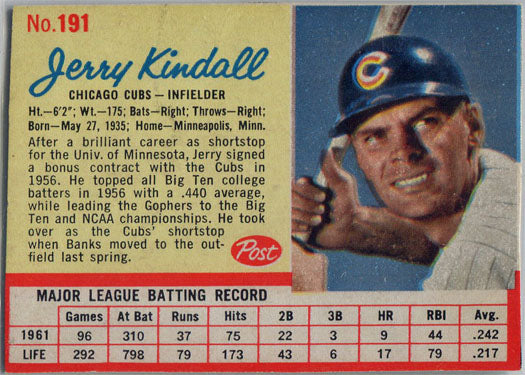 No.191
Jerry Kindall
CHICAGO CUBS — INFIELDER
Ht.—6'2"; Wt.—175; Bats—Right; Throws—Right;
Born—May 27, 1935; Home—Minneapolis, Minn.
After a brilliant career as shortstop
for the Univ. of Minnesota, Jerry signed
a bonus contract with the Cubs in
1956. He topped all Big Ten college
batters in 1956 with a .440 average,
while leading the Gophers to the Big
Ten and NCAA championships. He took
over as the Cubs' shortstop
when Banks moved to the out-
field last spring.
Post
C
MAJOR LEAGUE BATTING RECORD
Games At Bat Runs Hits 2B 3B HR RBI Avg.
1961 96 310 37 75 22 3 9 44 .242
LIFE 292 798 79 173 43 6 17 79 .217